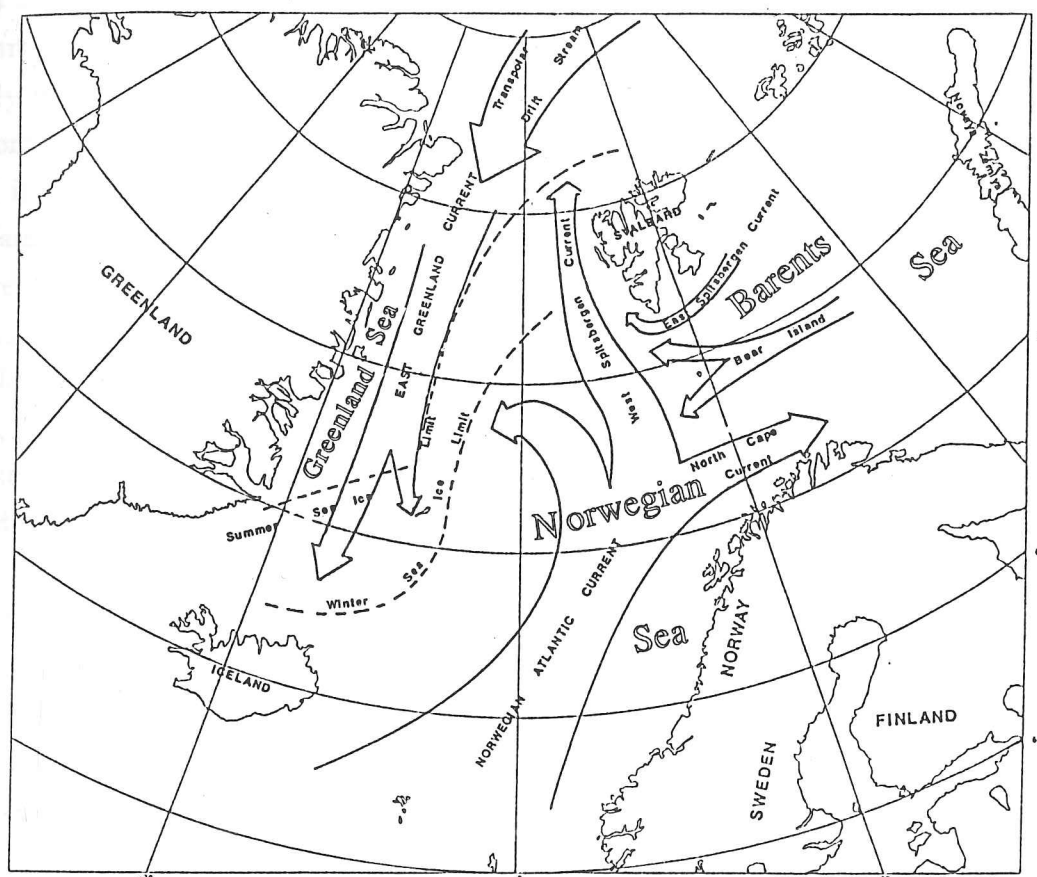 Transpolar
Drift Stream
Novaya Zemlya
SVALBARD
GREENLAND
EAST GREENLAND CURRENT
Greenland Sea
West Spitsbergen Current
East Spitsbergen Current
Barents Sea
Bear Island
North Cape
Current
Summer Sea Ice Limit
Winter Sea Ice Limit
Norwegian
Sea
NORWEGIAN ATLANTIC CURRENT
ICELAND
NORWAY
SWEDEN
FINLAND